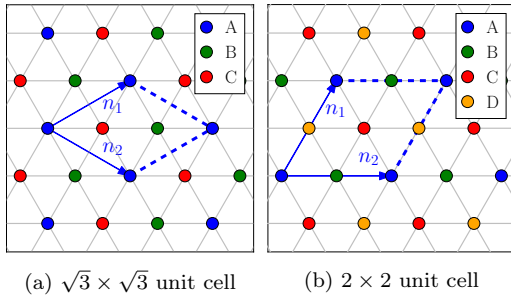 A
B
C
n₁
n₂
A
B
C
D
n₁
n₂
(a) √3 × √3 unit cell
(b) 2 × 2 unit cell